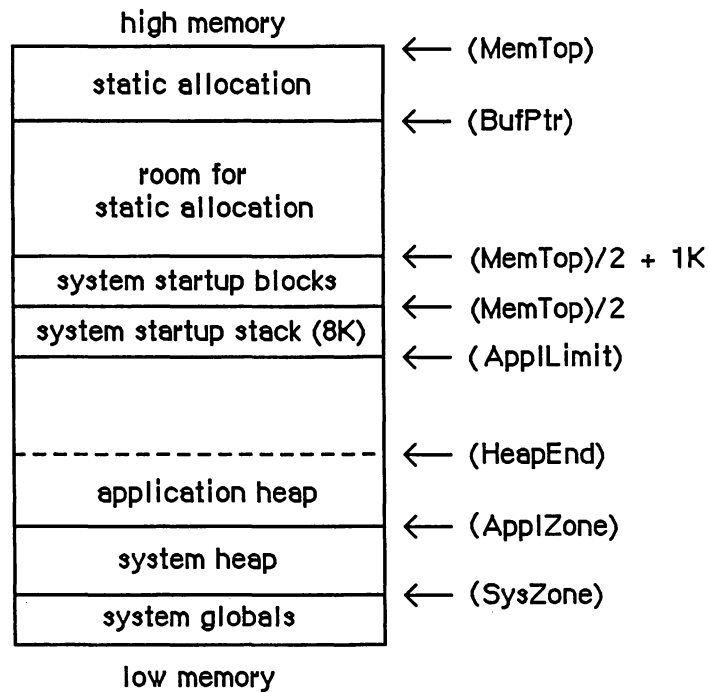 high memory
(MemTop)
static allocation
(BufPtr)
room for
static allocation
(MemTop)/2 + 1K
system startup blocks
(MemTop)/2
system startup stack (8K)
(ApplLimit)
(HeapEnd)
application heap
(ApplZone)
system heap
(SysZone)
system globals
low memory